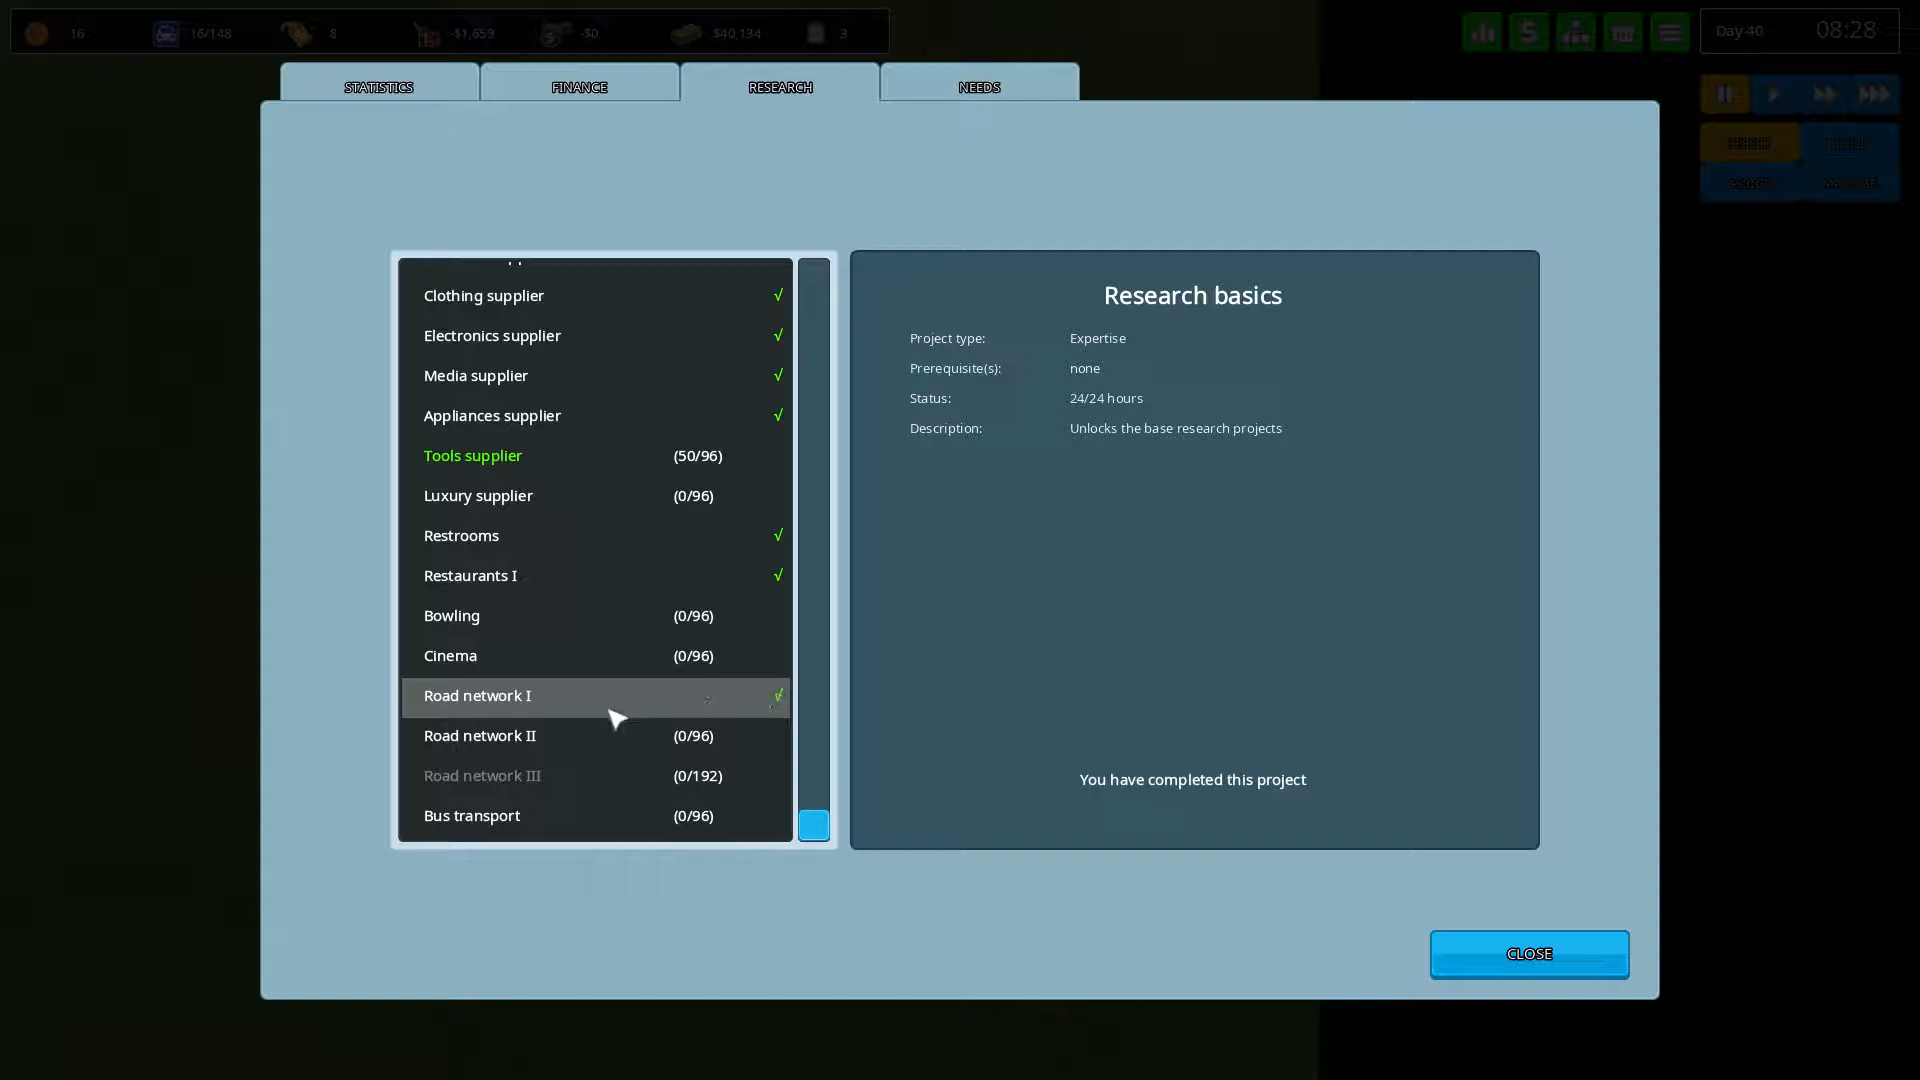 16 16/148 8 -$1,659 -$0 $40,134 3 Day 40 08:28
STATISTICS FINANCE RESEARCH NEEDS
Clothing supplier √
Electronics supplier √
Media supplier √
Appliances supplier √
Tools supplier (50/96)
Luxury supplier (0/96)
Restrooms √
Restaurants I √
Bowling (0/96)
Cinema (0/96)
Road network I √
Road network II (0/96)
Road network III (0/192)
Bus transport (0/96)
Research basics
Project type: Expertise
Prerequisite(s): none
Status: 24/24 hours
Description: Unlocks the base research projects
You have completed this project
CLOSE